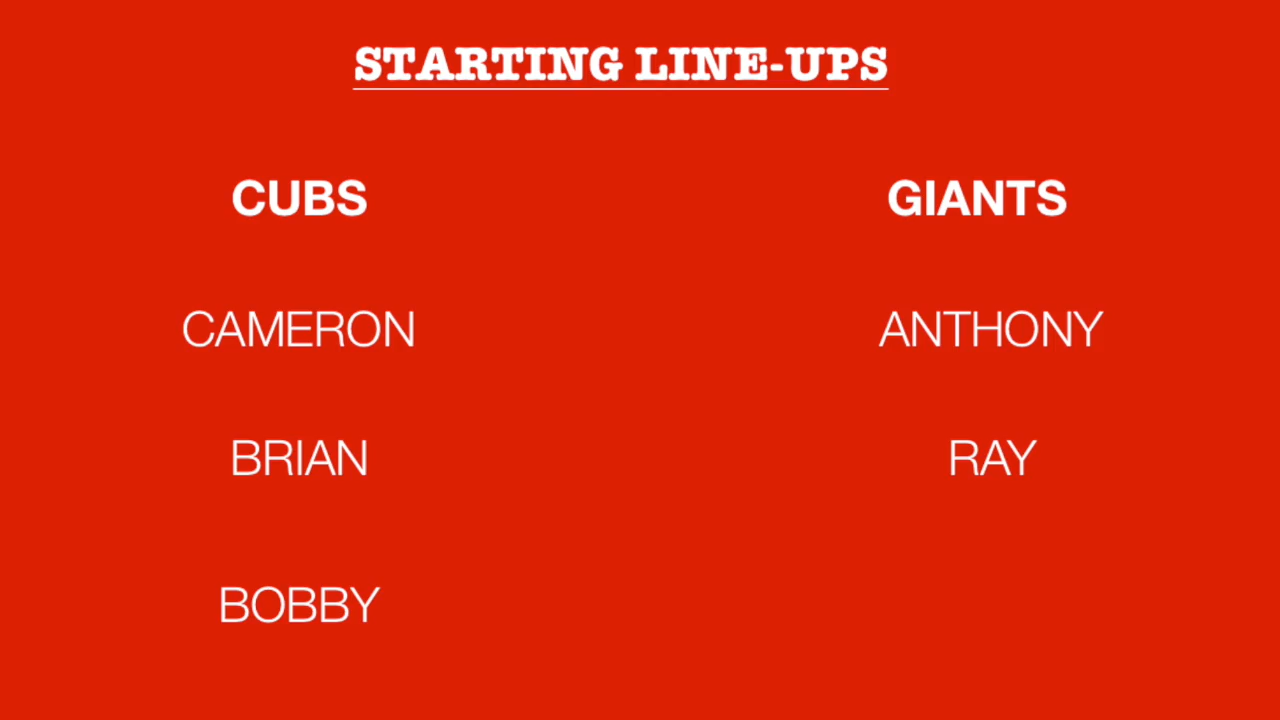 STARTING LINE-UPS
CUBS GIANTS
CAMERON ANTHONY
BRIAN RAY
BOBBY